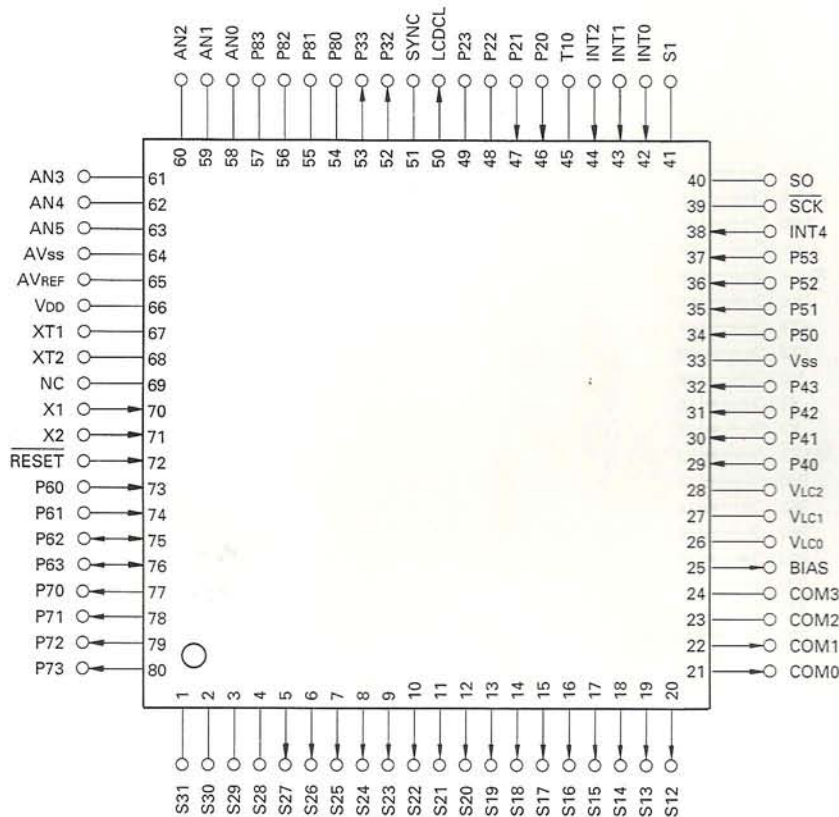 AN2 AN1 AN0 P83 P82 P81 P80 P33 P32 SYNC LCDCL P23 P22 P21 P20 T10 INT2 INT1 INT0 S1
60 59 58 57 56 55 54 53 52 51 50 49 48 47 46 45 44 43 42 41
AN3 61 40 SO
AN4 62 39 SCK
AN5 63 38 INT4
AVss 64 37 P53
AVREF 65 36 P52
VDD 66 35 P51
XT1 67 34 P50
XT2 68 33 Vss
NC 69 32 P43
X1 70 31 P42
X2 71 30 P41
RESET 72 29 P40
P60 73 28 VLC2
P61 74 27 VLC1
P62 75 26 VLC0
P63 76 25 BIAS
P70 77 24 COM3
P71 78 23 COM2
P72 79 22 COM1
P73 80 21 COM0
1 2 3 4 5 6 7 8 9 10 11 12 13 14 15 16 17 18 19 20
S31 S30 S29 S28 S27 S26 S25 S24 S23 S22 S21 S20 S19 S18 S17 S16 S15 S14 S13 S12